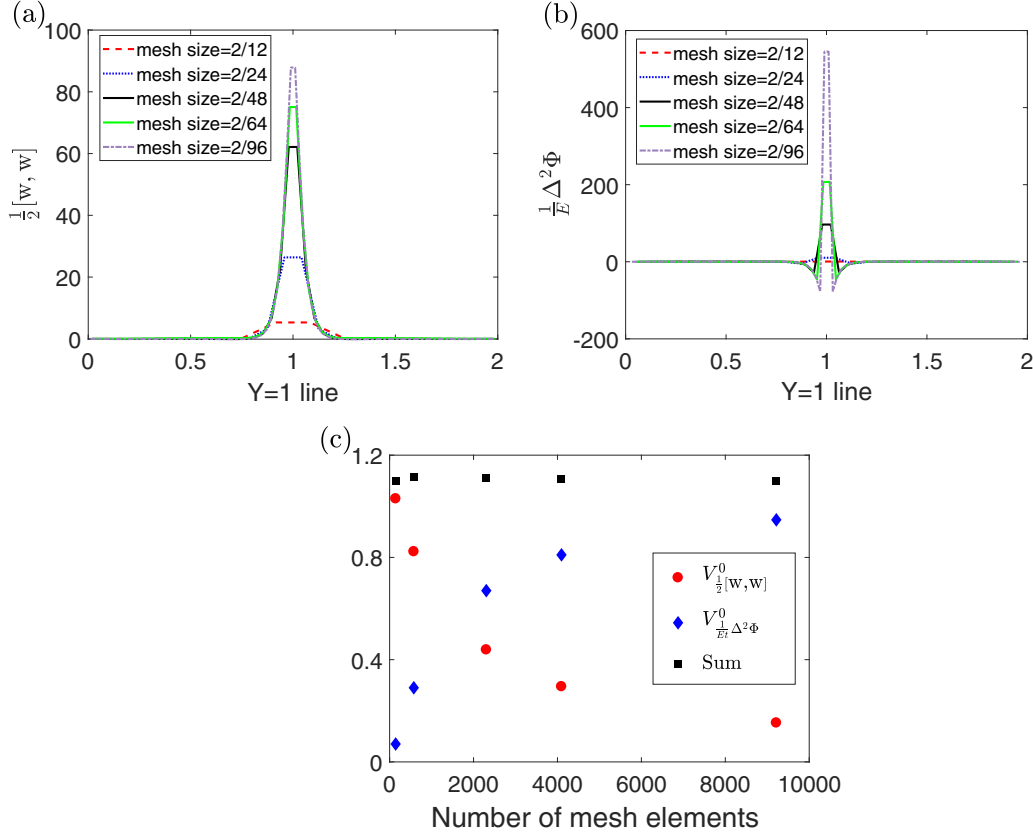 (a)
100
80
60
40
20
0
0 0.5 1 1.5 2
½[w, w]
Y=1 line
mesh size=2/12
mesh size=2/24
mesh size=2/48
mesh size=2/64
mesh size=2/96
(b)
600
400
200
0
-200
0 0.5 1 1.5 2
1/E Δ²Φ
Y=1 line
mesh size=2/12
mesh size=2/24
mesh size=2/48
mesh size=2/64
mesh size=2/96
(c)
1.2
0.8
0.4
0
0 2000 4000 6000 8000 10000
Number of mesh elements
V⁰_{½[w,w]}
V⁰_{1/Et Δ²Φ}
Sum